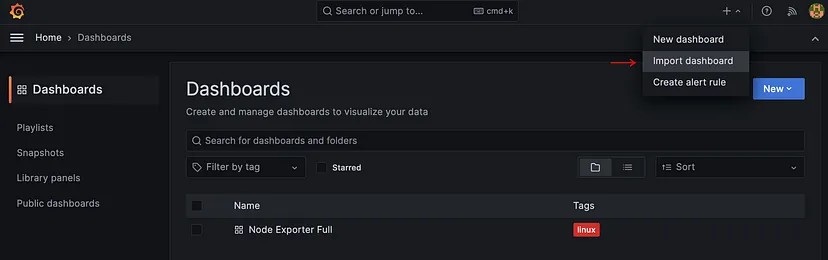 Search or jump to... cmd+k
Home › Dashboards
New dashboard
Import dashboard
Create alert rule
Dashboards
Playlists
Snapshots
Library panels
Public dashboards
Dashboards
New
Create and manage dashboards to visualize your data
Search for dashboards and folders
Filter by tag Starred Sort
Name Tags
Node Exporter Full linux